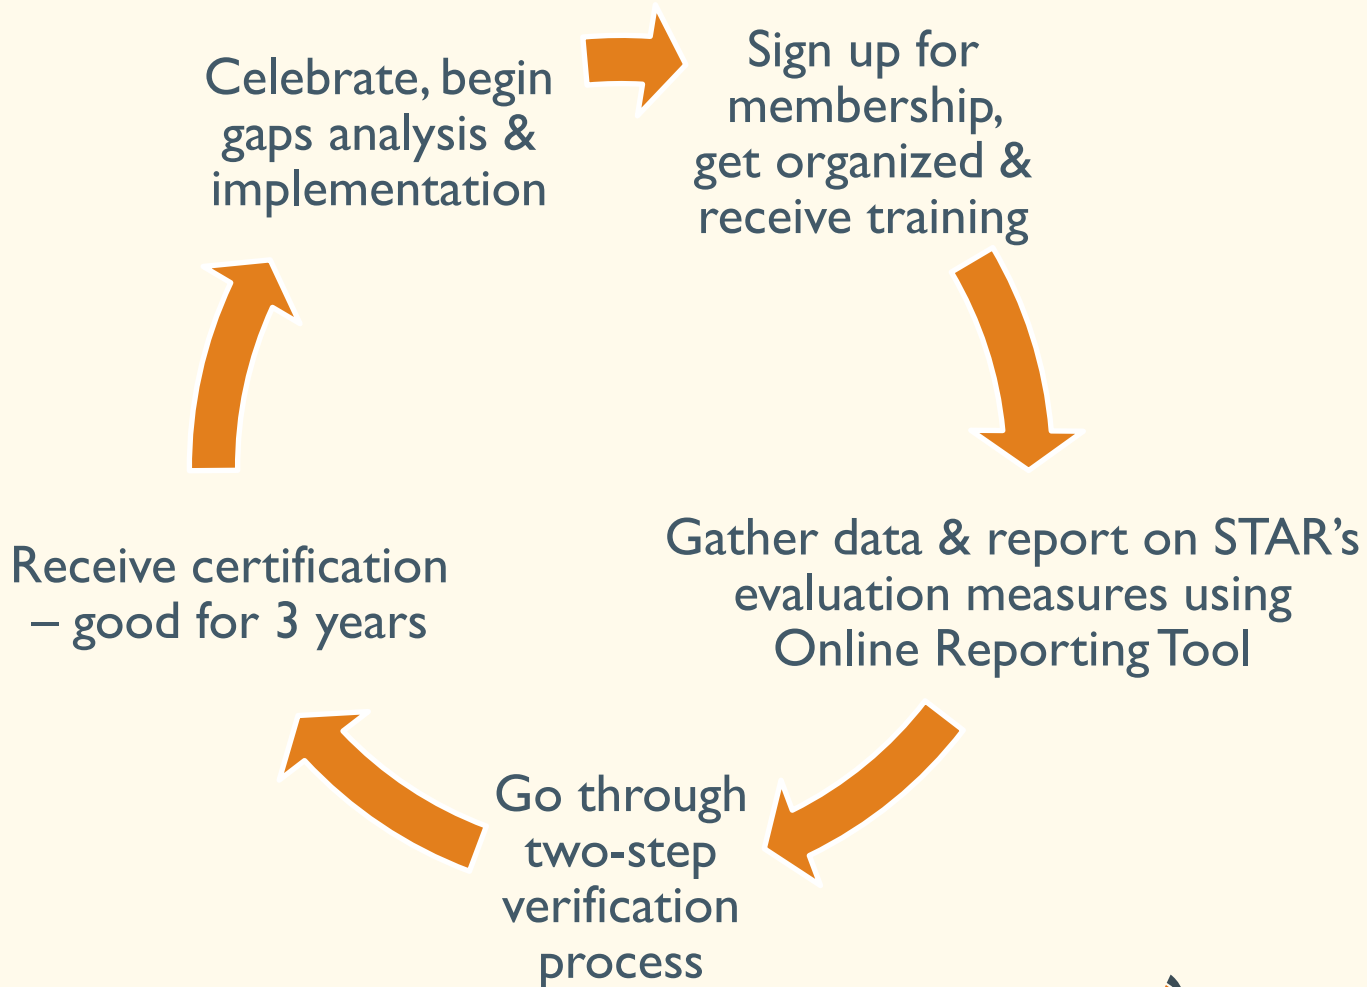 Celebrate, begin
gaps analysis &
implementation
Sign up for
membership,
get organized &
receive training
Gather data & report on STAR’s
evaluation measures using
Online Reporting Tool
Go through
two-step
verification
process
Receive certification
– good for 3 years